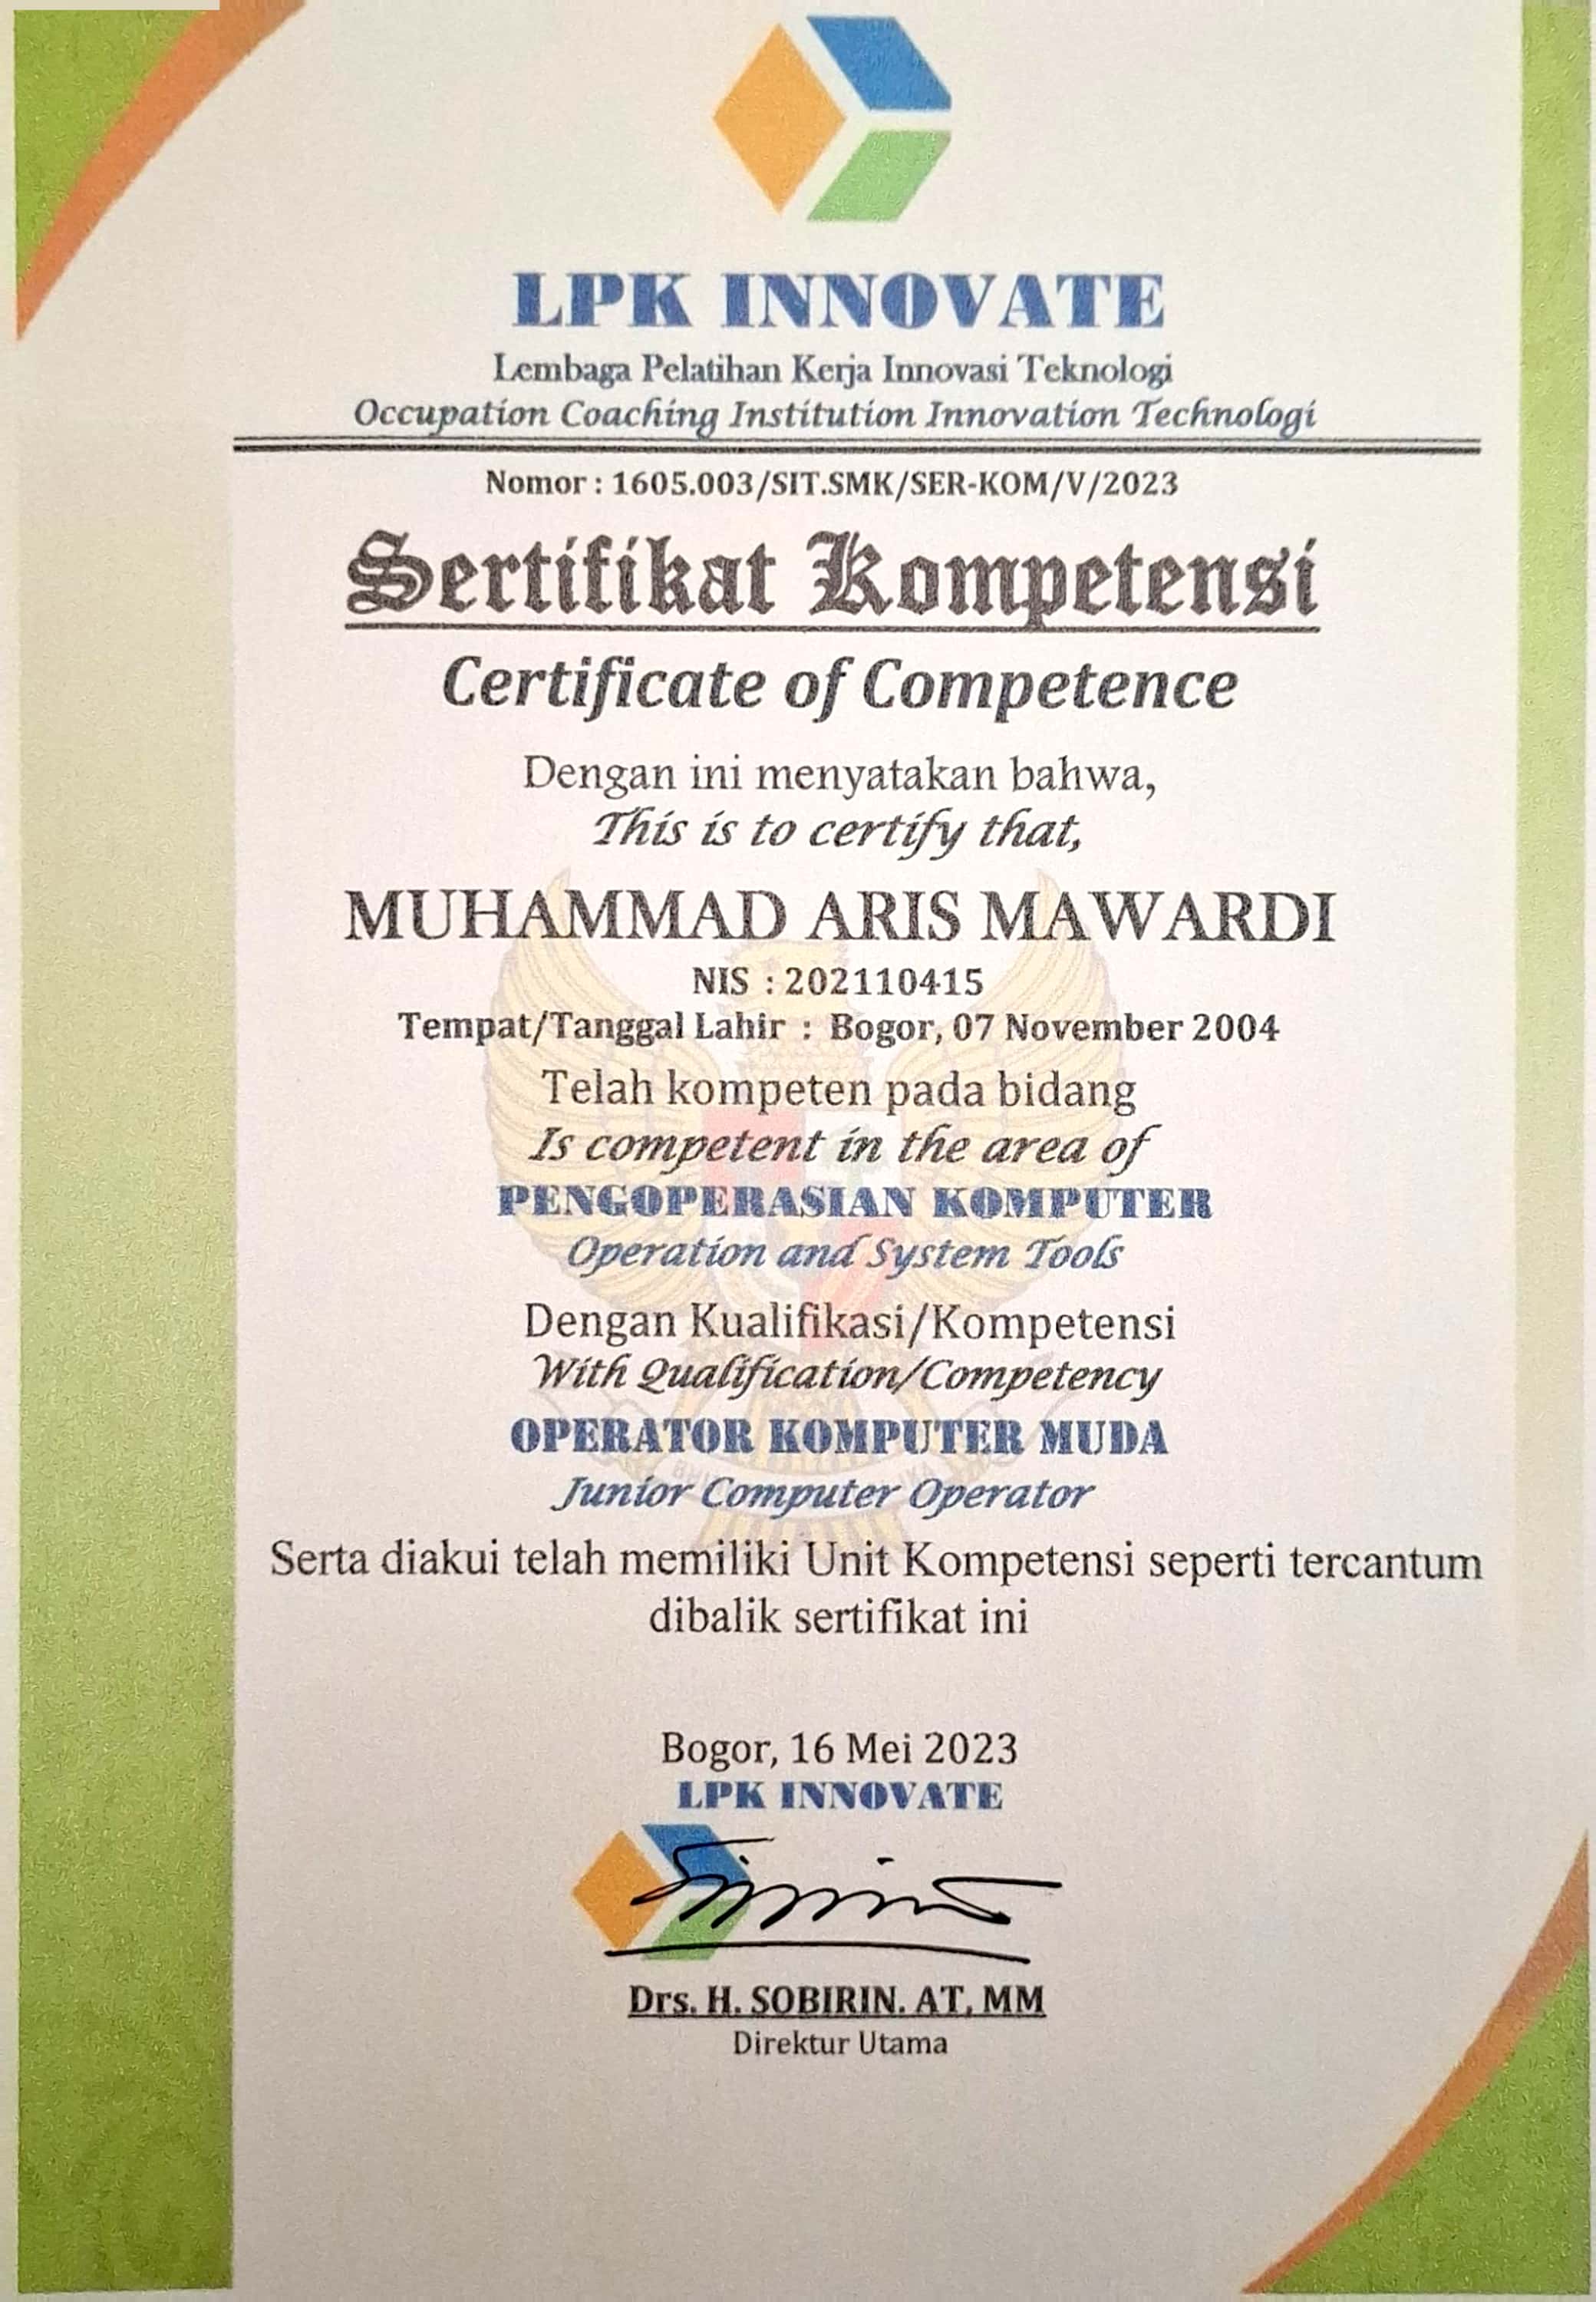 LPK INNOVATE
Lembaga Pelatihan Kerja Innovasi Teknologi
Occupation Coaching Institution Innovation Technologi
Nomor : 1605.003/SIT.SMK/SER-KOM/V/2023
Sertifikat Kompetensi
Certificate of Competence
Dengan ini menyatakan bahwa,
This is to certify that,
MUHAMMAD ARIS MAWARDI
NIS : 202110415
Tempat/Tanggal Lahir : Bogor, 07 November 2004
Telah kompeten pada bidang
Is competent in the area of
PENGOPERASIAN KOMPUTER
Operation and System Tools
Dengan Kualifikasi/Kompetensi
With Qualification/Competency
OPERATOR KOMPUTER MUDA
Junior Computer Operator
Serta diakui telah memiliki Unit Kompetensi seperti tercantum
dibalik sertifikat ini
Bogor, 16 Mei 2023
LPK INNOVATE
Drs. H. SOBIRIN. AT, MM
Direktur Utama